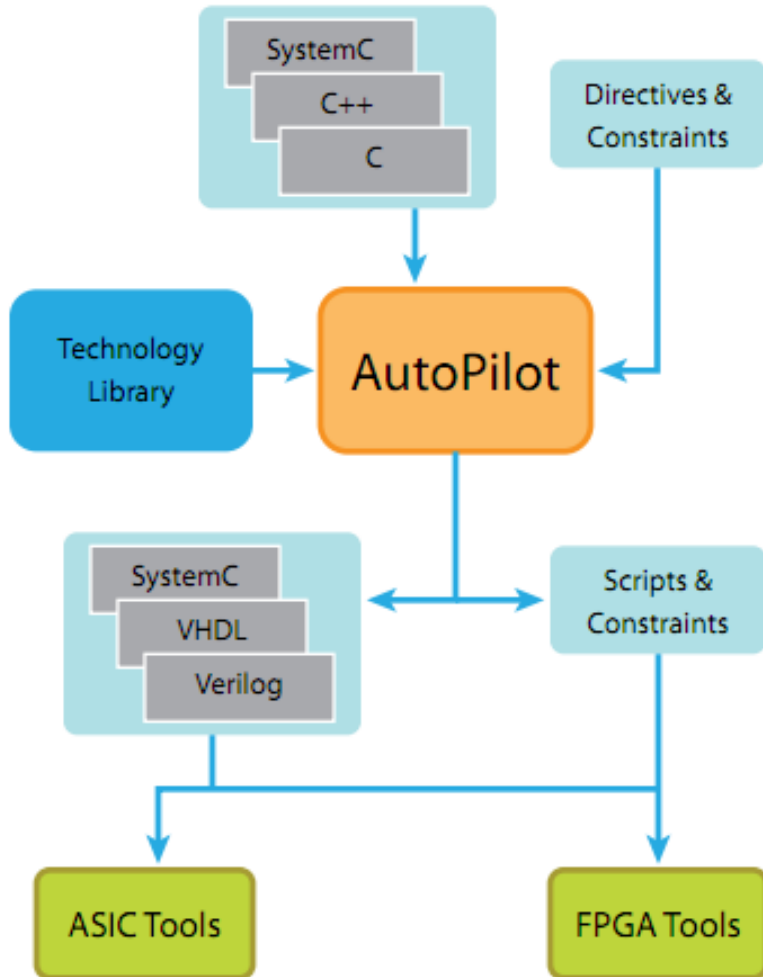 SystemC
C++
C
Directives &
Constraints
Technology
Library
AutoPilot
SystemC
VHDL
Verilog
Scripts &
Constraints
ASIC Tools
FPGA Tools